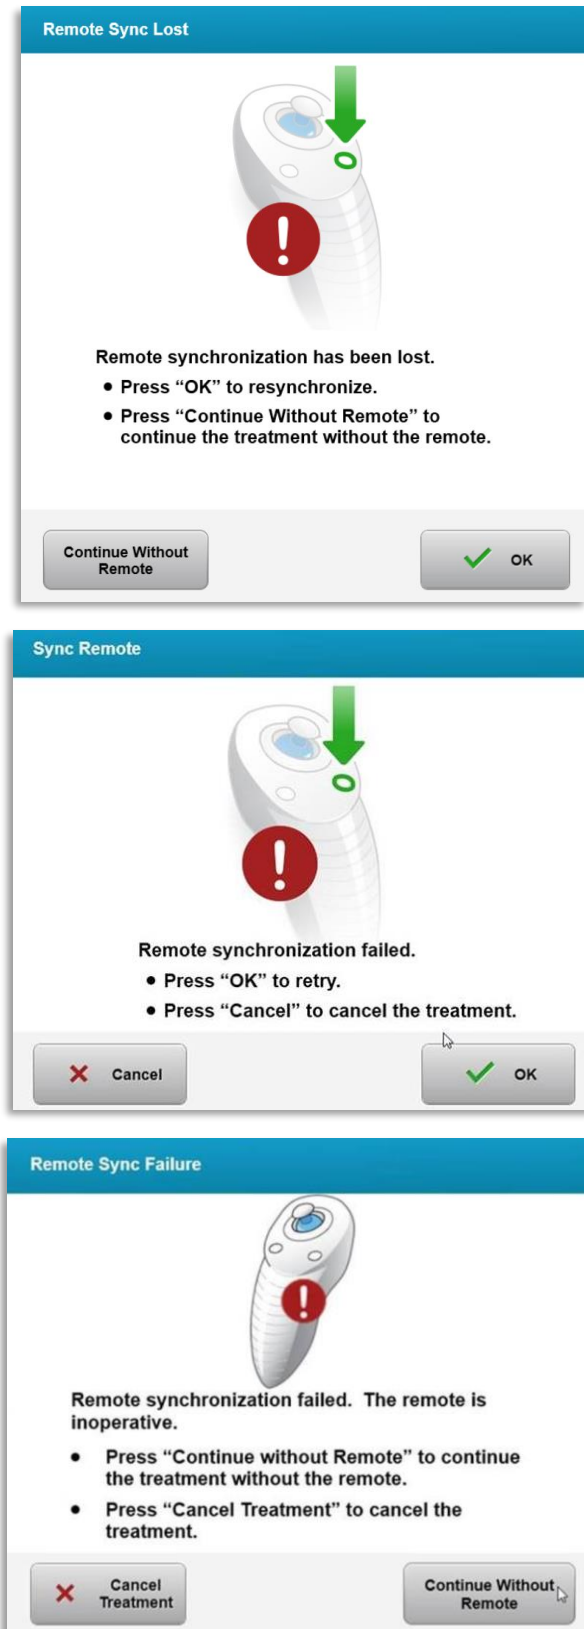 Remote Sync Lost
Remote synchronization has been lost.
● Press “OK” to resynchronize.
● Press “Continue Without Remote” to
continue the treatment without the remote.
Continue Without
Remote
OK
Sync Remote
Remote synchronization failed.
● Press “OK” to retry.
● Press “Cancel” to cancel the treatment.
Cancel
OK
Remote Sync Failure
Remote synchronization failed.  The remote is
inoperative.
● Press “Continue without Remote” to continue
the treatment without the remote.
● Press “Cancel Treatment” to cancel the
treatment.
Cancel
Treatment
Continue Without
Remote